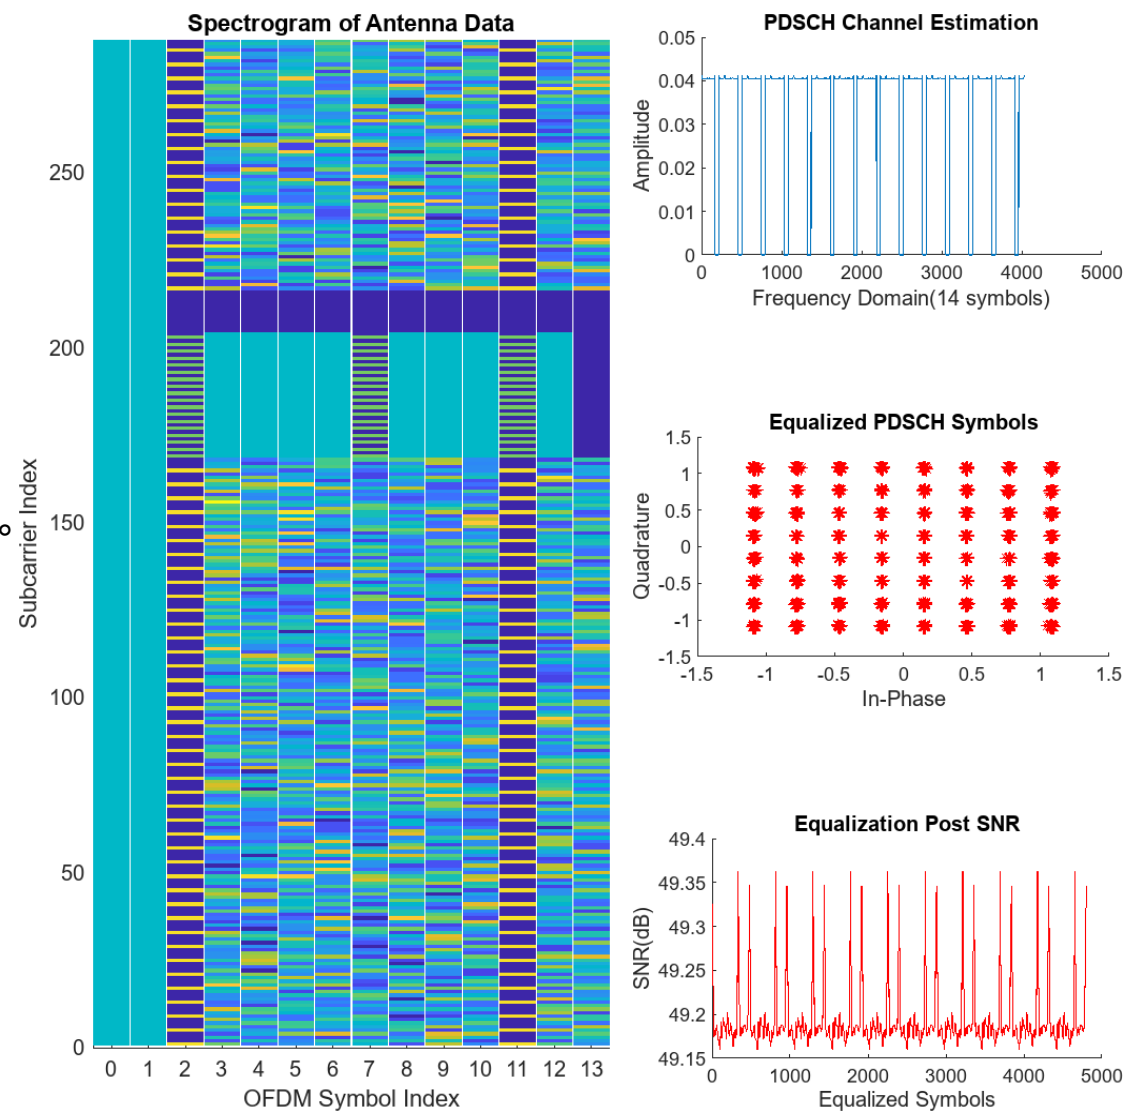 Spectrogram of Antenna Data
250
200
150
100
50
0
Subcarrier Index
0 1 2 3 4 5 6 7 8 9 10 11 12 13
OFDM Symbol Index
PDSCH Channel Estimation
0.05
0.04
0.03
0.02
0.01
0
Amplitude
0 1000 2000 3000 4000 5000
Frequency Domain(14 symbols)
Equalized PDSCH Symbols
1.5
1
0.5
0
-0.5
-1
-1.5
Quadrature
-1.5 -1 -0.5 0 0.5 1 1.5
In-Phase
Equalization Post SNR
49.4
49.35
49.3
49.25
49.2
49.15
SNR(dB)
0 1000 2000 3000 4000 5000
Equalized Symbols